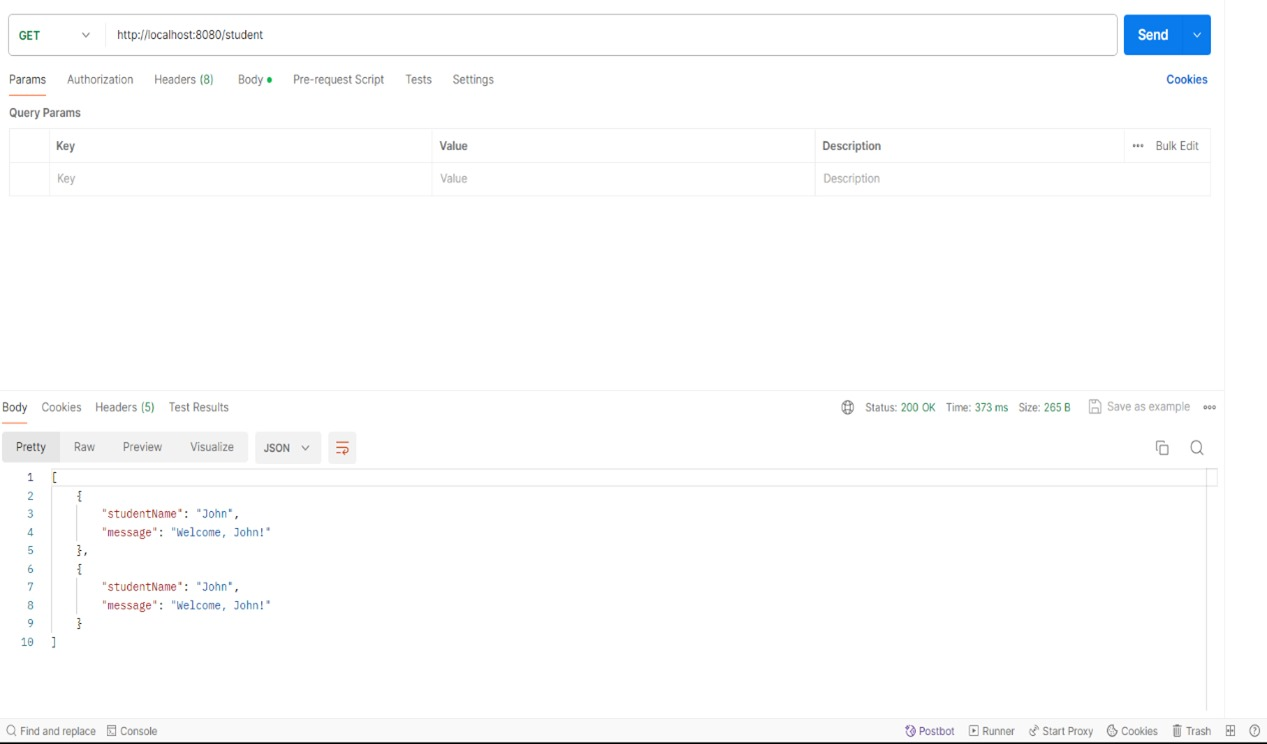 GET http://localhost:8080/student Send
Params Authorization Headers (8) Body Pre-request Script Tests Settings Cookies
Query Params
Key Value Description ••• Bulk Edit
Key Value Description
Body Cookies Headers (5) Test Results Status: 200 OK Time: 373 ms Size: 265 B Save as example
Pretty Raw Preview Visualize JSON
1 [
2 {
3 "studentName": "John",
4 "message": "Welcome, John!"
5 },
6 {
7 "studentName": "John",
8 "message": "Welcome, John!"
9 }
10 ]
Find and replace Console Postbot Runner Start Proxy Cookies Trash